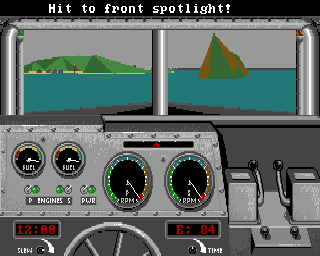 Hit to front spotlight!
FUEL FUEL
P ENGINES S PWR
RPM RPM
12:00 E: 84
SLEW TIME